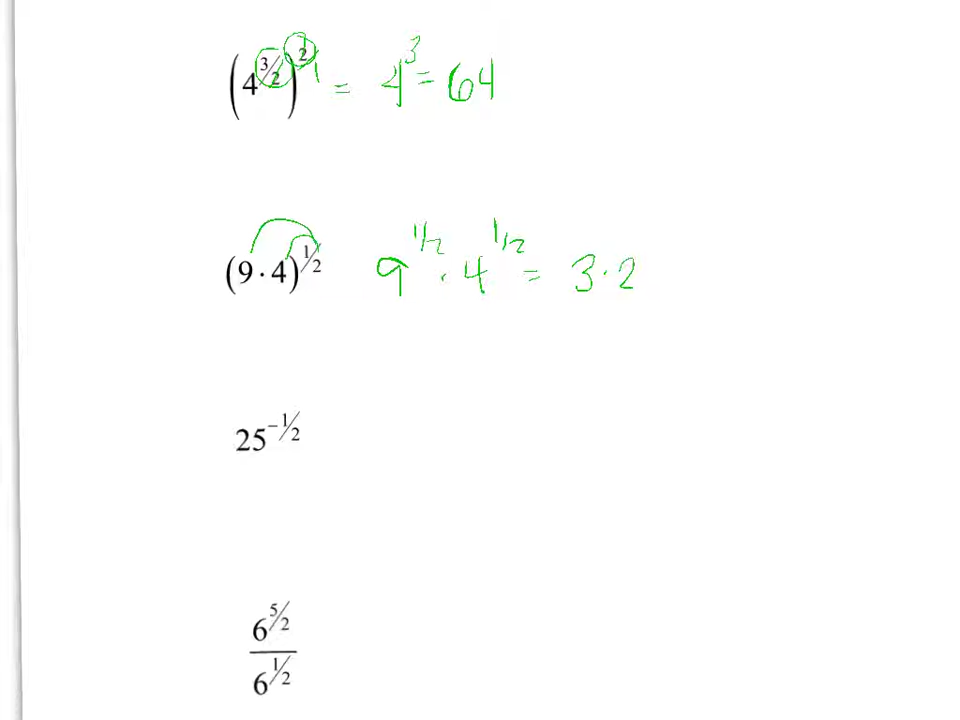 (4^(3/2))^2 = 4^3 = 64
(9 · 4)^(1/2) 9^(1/2) · 4^(1/2) = 3 · 2
25^(-1/2)
6^(5/2)
6^(1/2)